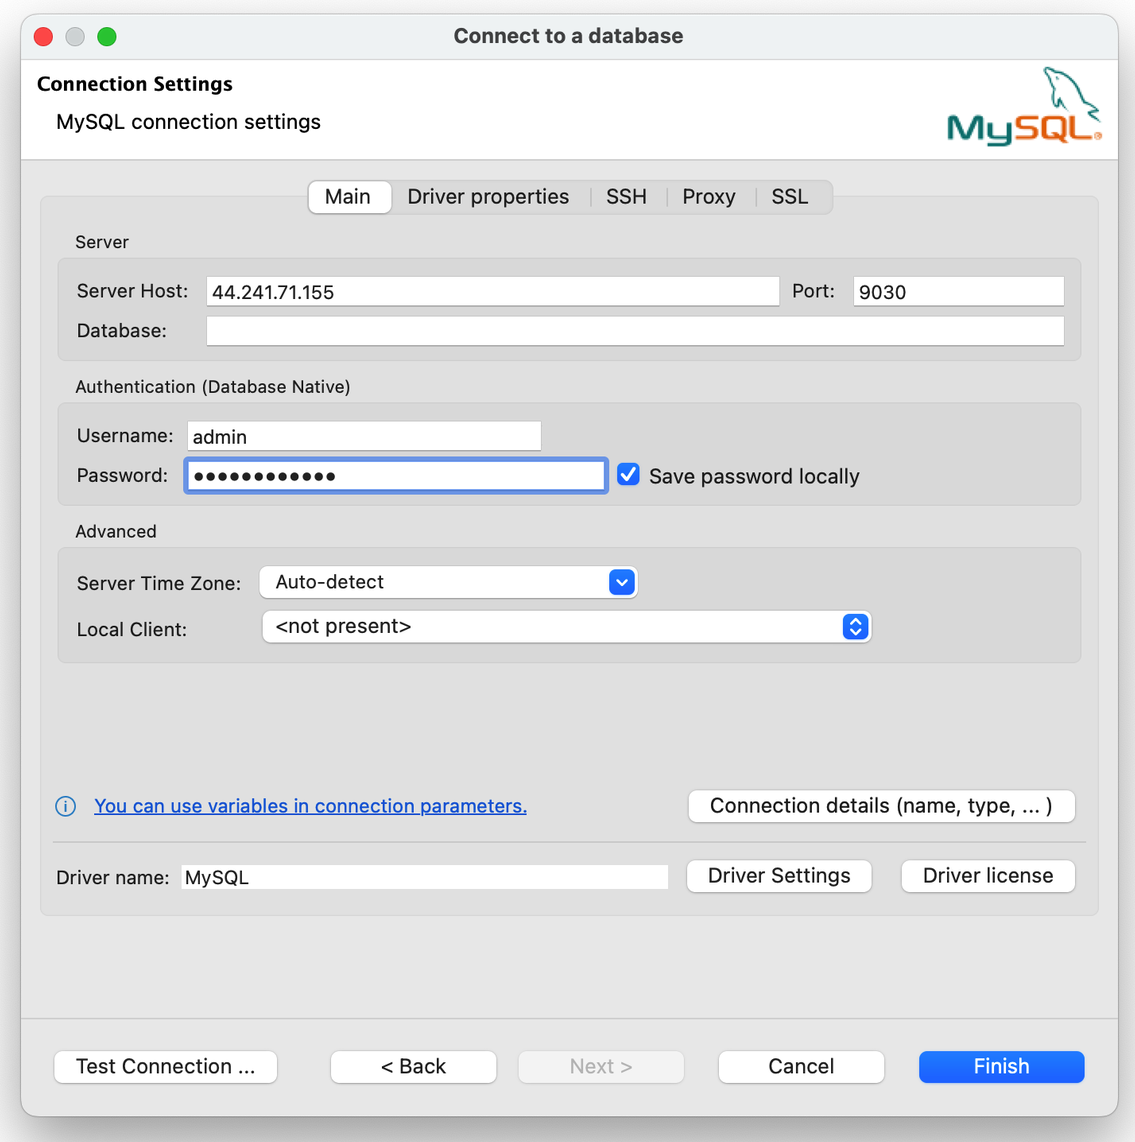 Connect to a database
Connection Settings
MySQL connection settings
MySQL®
Main Driver properties SSH Proxy SSL
Server
Server Host: 44.241.71.155 Port: 9030
Database:
Authentication (Database Native)
Username: admin
Password: ●●●●●●●●●●●●
Save password locally
Advanced
Server Time Zone: Auto-detect
Local Client: <not present>
You can use variables in connection parameters.
Connection details (name, type, ... )
Driver name: MySQL Driver Settings Driver license
Test Connection ... < Back Next > Cancel Finish